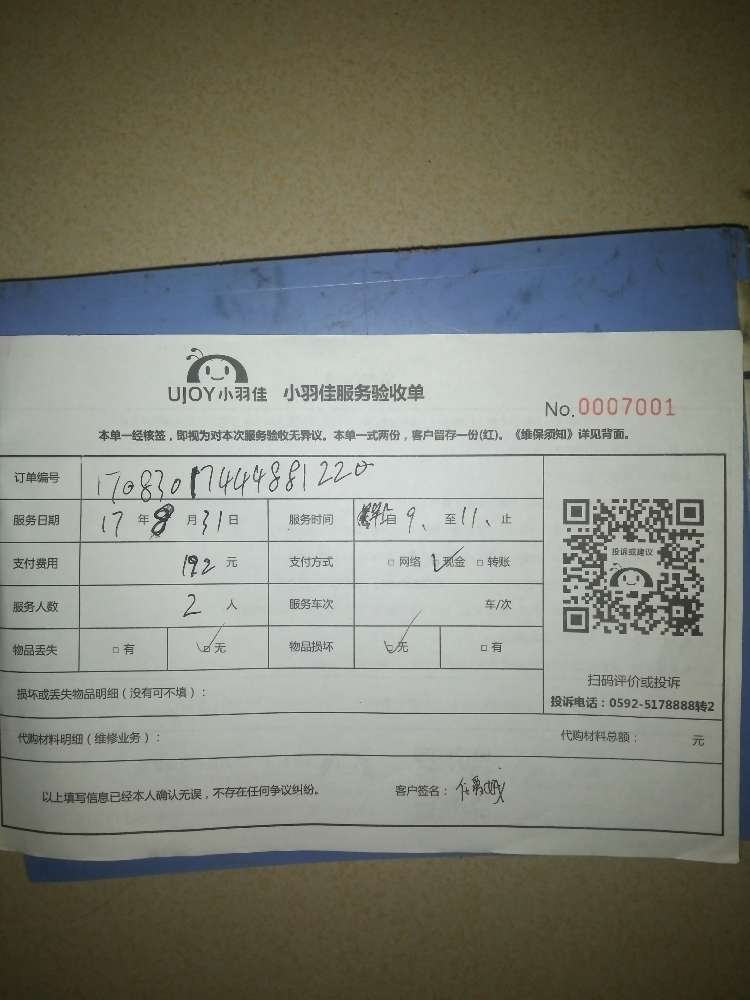 UJOY小羽佳 小羽佳服务验收单
No.0007001
本单一经核签，即视为对本次服务验收无异议。本单一式两份，客户留存一份(红)。《维保须知》详见背面。
订单编号 17083017444881220
服务日期 17年8月31日 服务时间 自9、至11、止
支付费用 192元 支付方式 □网络 ☑现金 □转账
投诉或建议
服务人数 2人 服务车次 车/次
物品丢失 □有 ☑无 物品损坏 ☑无 □有
扫码评价或投诉
损坏或丢失物品明细（没有可不填）：
投诉电话：0592-5178888转2
代购材料明细（维修业务）： 代购材料总额： 元
以上填写信息已经本人确认无误，不存在任何争议纠纷。 客户签名：